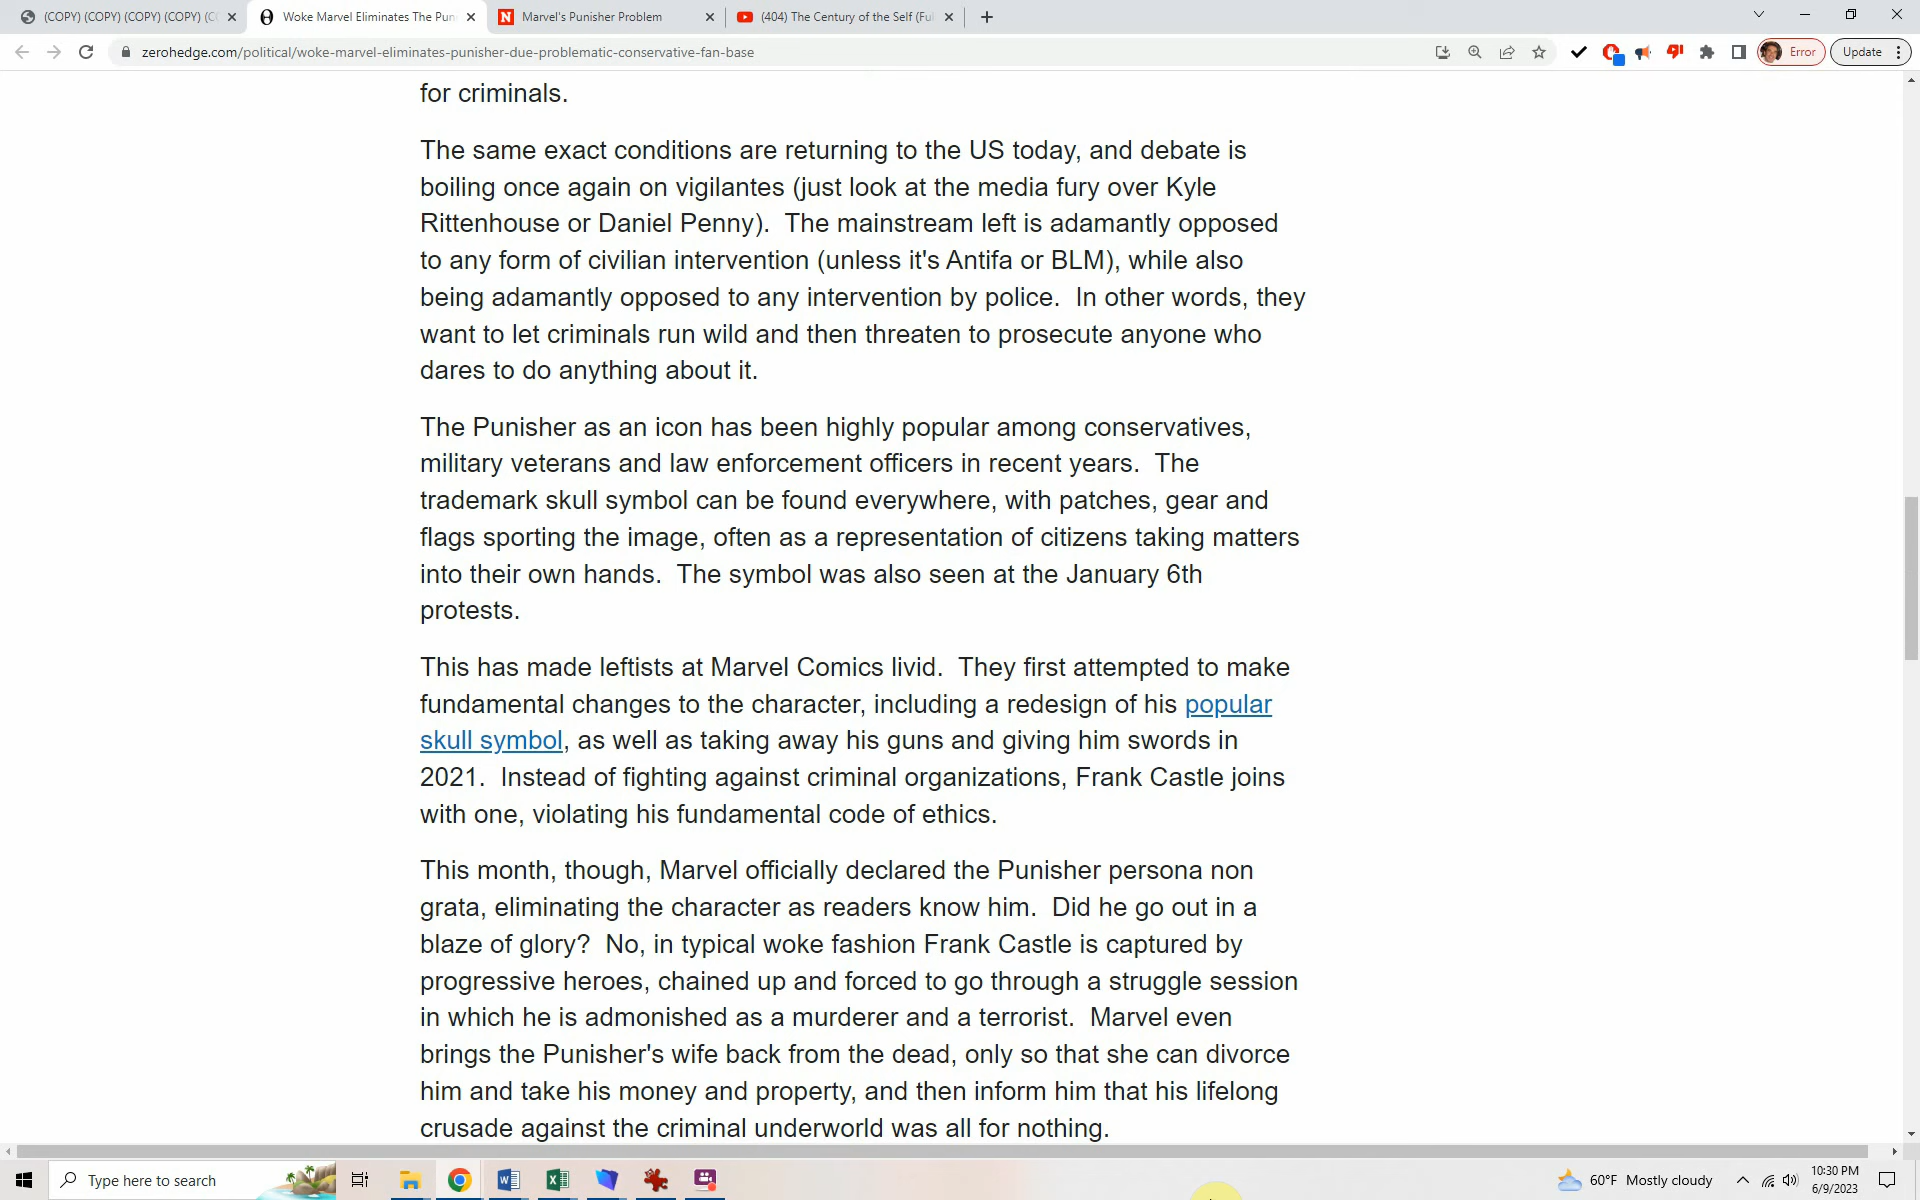 (COPY) (COPY) (COPY) (COPY) (CO
Woke Marvel Eliminates The Pun
Marvel's Punisher Problem
(404) The Century of the Self (Ful
zerohedge.com/political/woke-marvel-eliminates-punisher-due-problematic-conservative-fan-base
Error
Update
for criminals.
The same exact conditions are returning to the US today, and debate is
boiling once again on vigilantes (just look at the media fury over Kyle
Rittenhouse or Daniel Penny).  The mainstream left is adamantly opposed
to any form of civilian intervention (unless it's Antifa or BLM), while also
being adamantly opposed to any intervention by police.  In other words, they
want to let criminals run wild and then threaten to prosecute anyone who
dares to do anything about it.
The Punisher as an icon has been highly popular among conservatives,
military veterans and law enforcement officers in recent years.  The
trademark skull symbol can be found everywhere, with patches, gear and
flags sporting the image, often as a representation of citizens taking matters
into their own hands.  The symbol was also seen at the January 6th
protests.
This has made leftists at Marvel Comics livid.  They first attempted to make
fundamental changes to the character, including a redesign of his popular
skull symbol, as well as taking away his guns and giving him swords in
2021.  Instead of fighting against criminal organizations, Frank Castle joins
with one, violating his fundamental code of ethics.
This month, though, Marvel officially declared the Punisher persona non
grata, eliminating the character as readers know him.  Did he go out in a
blaze of glory?  No, in typical woke fashion Frank Castle is captured by
progressive heroes, chained up and forced to go through a struggle session
in which he is admonished as a murderer and a terrorist.  Marvel even
brings the Punisher's wife back from the dead, only so that she can divorce
him and take his money and property, and then inform him that his lifelong
crusade against the criminal underworld was all for nothing.
Type here to search
60°F Mostly cloudy
10:30 PM
6/9/2023